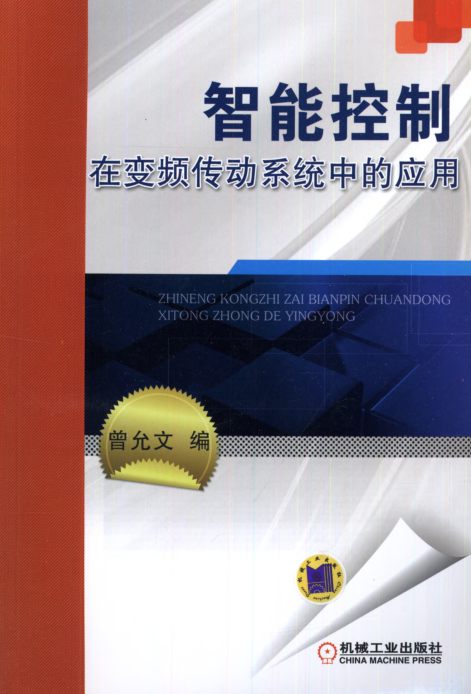 智能控制
在变频传动系统中的应用
ZHINENG KONGZHI ZAI BIANPIN CHUANDONG
XITONG ZHONG DE YINGYONG
曾允文 编
机械工业出版社
CHINA MACHINE PRESS